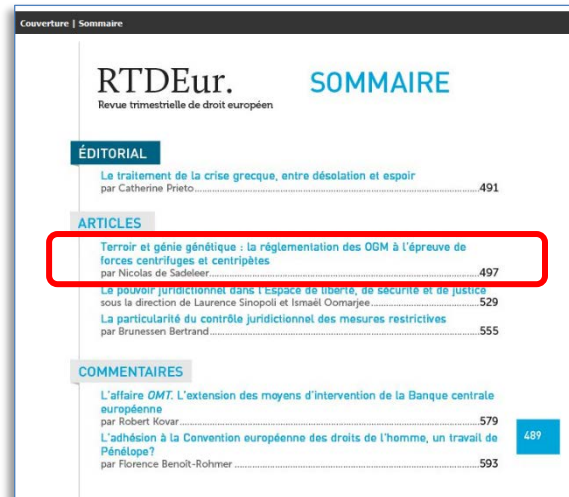 Couverture | Sommaire
RTDEur.
SOMMAIRE
Revue trimestrielle de droit européen
ÉDITORIAL
Le traitement de la crise grecque, entre désolation et espoir
par Catherine Prieto.....491
ARTICLES
Terroir et génie génétique : la réglementation des OGM à l'épreuve de
forces centrifuges et centripètes
par Nicolas de Sadeleer.....497
Le pouvoir juridictionnel dans l'Espace de liberté, de sécurité et de justice
sous la direction de Laurence Sinopoli et Ismaël Oomarjee.....529
La particularité du contrôle juridictionnel des mesures restrictives
par Brunessen Bertrand.....555
COMMENTAIRES
L'affaire OMT. L'extension des moyens d'intervention de la Banque centrale
européenne
par Robert Kovar.....579
L'adhésion à la Convention européenne des droits de l'homme, un travail de
Pénélope?
par Florence Benoît-Rohmer.....593
489